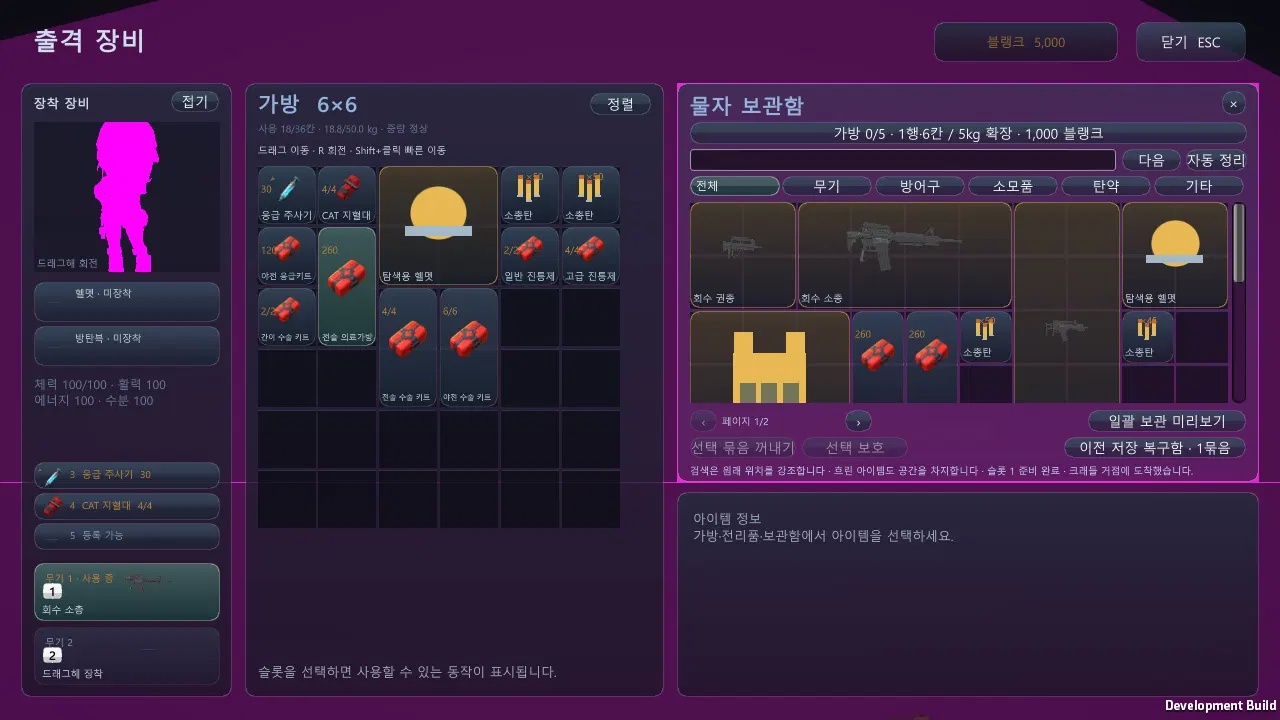 출격 장비
블랭크 5,000
닫기 ESC
장착 장비
접기
드래그해 회전
헬멧 · 미장착
방탄복 · 미장착
체력 100/100 · 활력 100
에너지 100 · 수분 100
3 응급 주사기 30
4 CAT 지혈대 4/4
5 등록 가능
무기 1 · 사용 중
1
회수 소총
무기 2
2
드래그해 장착
가방 6×6
정렬
사용 18/36칸 · 18.8/50.0 kg · 중량 정상
드래그 이동 · R 회전 · Shift+클릭 빠른 이동
30
응급 주사기
4/4
CAT 지혈대
탐색용 헬멧
소총탄
소총탄
야전 응급키트
260
전술 의료가방
일반 진통제
4/4
고급 진통제
간이 수술 키트
4/4
전술 수술 키트
6/6
야전 수술 키트
슬롯을 선택하면 사용할 수 있는 동작이 표시됩니다.
물자 보관함
×
가방 0/5 · 1행·6칸 / 5kg 확장 · 1,000 블랭크
다음
자동 정리
전체
무기
방어구
소모품
탄약
기타
회수 권총
회수 소총
탐색용 헬멧
260
260
소총탄
소총탄
‹
페이지 1/2
›
일괄 보관 미리보기
선택 묶음 꺼내기
선택 보호
이전 저장 복구함 · 1묶음
검색은 원래 위치를 강조합니다 · 흐린 아이템도 공간을 차지합니다 · 슬롯 1 준비 완료 · 크래들 거점에 도착했습니다.
아이템 정보
가방·전리품·보관함에서 아이템을 선택하세요.
Development Build